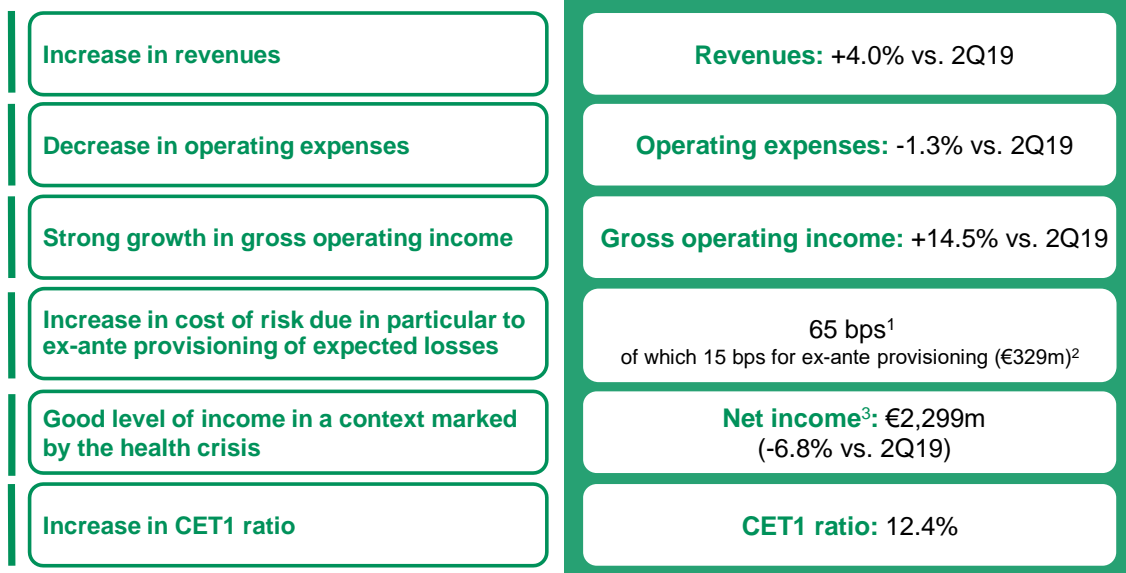 Increase in revenues
Revenues: +4.0% vs. 2Q19
Decrease in operating expenses
Operating expenses: -1.3% vs. 2Q19
Strong growth in gross operating income
Gross operating income: +14.5% vs. 2Q19
Increase in cost of risk due in particular to
ex-ante provisioning of expected losses
65 bps¹
of which 15 bps for ex-ante provisioning (€329m)²
Good level of income in a context marked
by the health crisis
Net income³: €2,299m
(-6.8% vs. 2Q19)
Increase in CET1 ratio
CET1 ratio: 12.4%